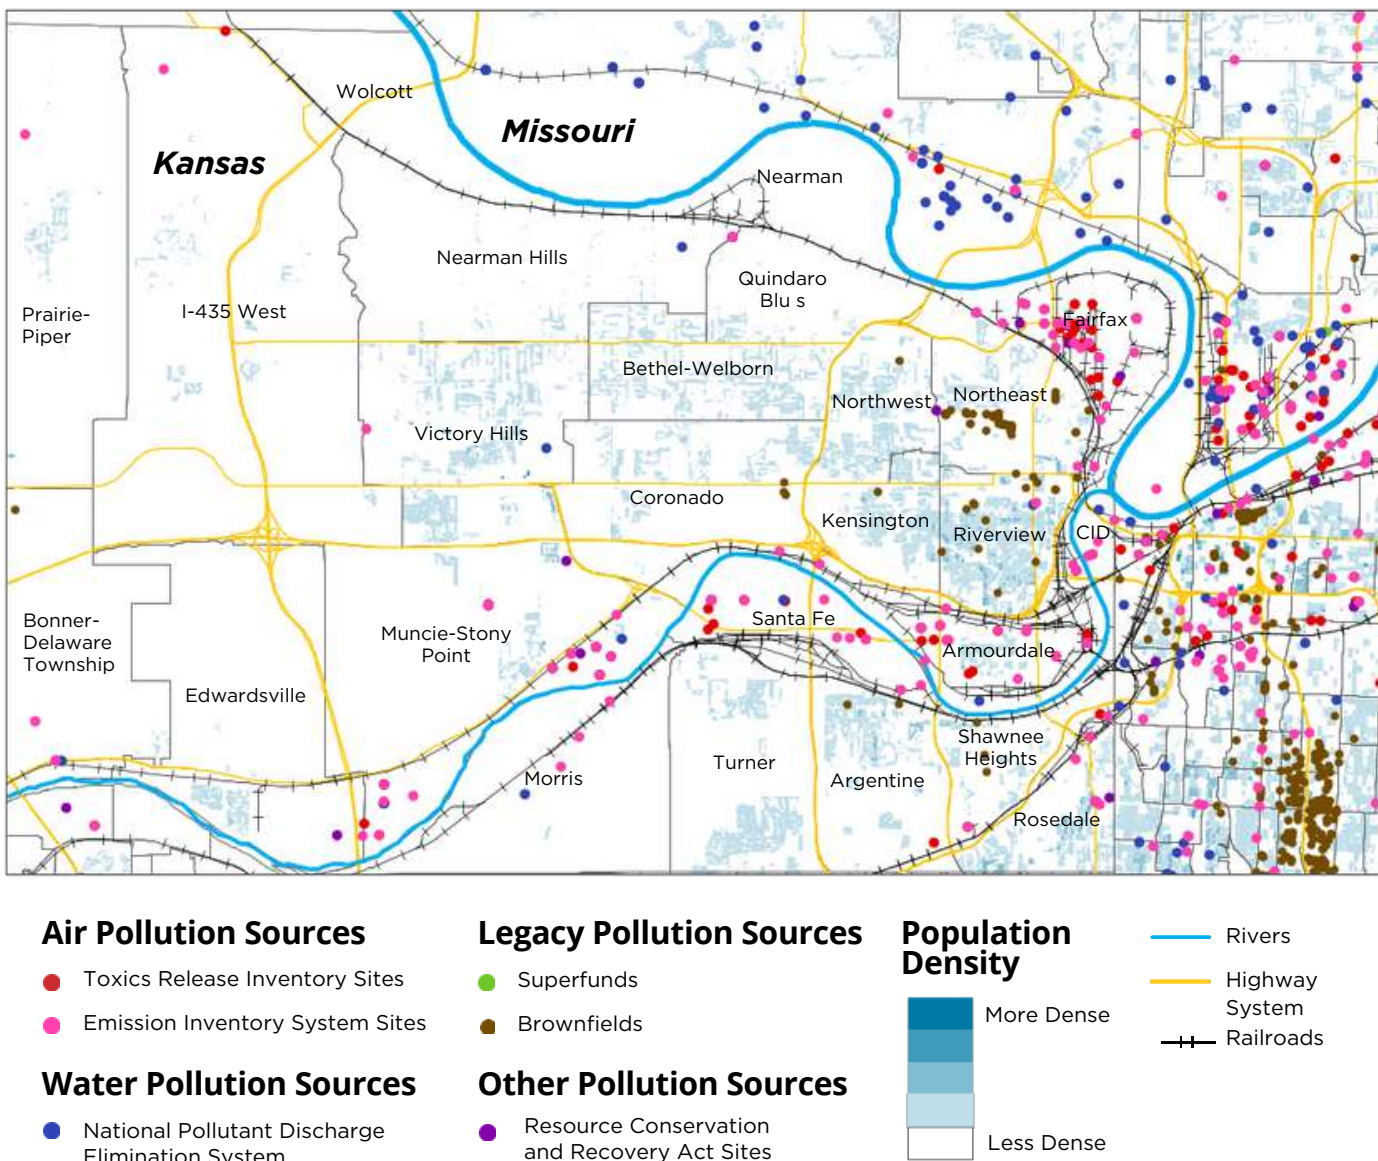 Wolcott
Missouri
Kansas
Nearman
Nearman Hills
Quindaro
Blu s
Prairie-
Piper
I-435 West
Fairfax
Bethel-Welborn
Northwest
Northeast
Victory Hills
Coronado
Kensington
Riverview
CID
Bonner-
Delaware
Township
Muncie-Stony
Point
Santa Fe
Armourdale
Edwardsville
Shawnee
Heights
Turner
Argentine
Morris
Rosedale
Air Pollution Sources
Toxics Release Inventory Sites
Emission Inventory System Sites
Water Pollution Sources
National Pollutant Discharge
Elimination System
Legacy Pollution Sources
Superfunds
Brownfields
Other Pollution Sources
Resource Conservation
and Recovery Act Sites
Population
Density
More Dense
Less Dense
Rivers
Highway
System
Railroads